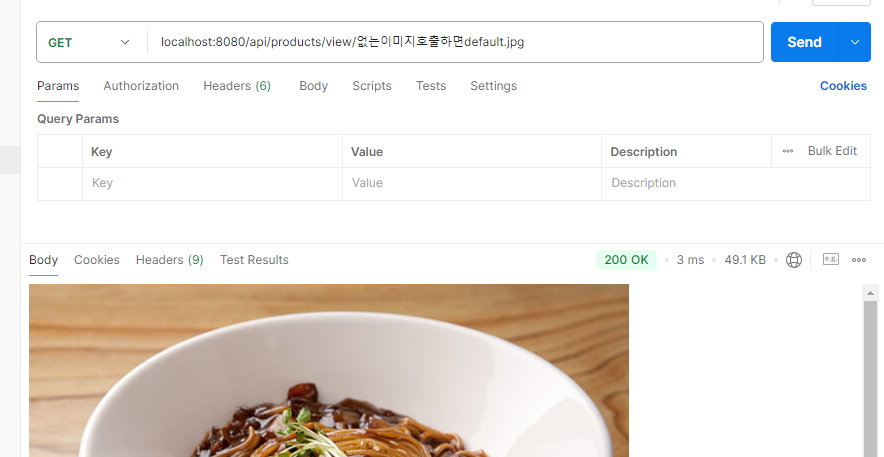 GET localhost:8080/api/products/view/없는이미지호출하면default.jpg Send
Params Authorization Headers (6) Body Scripts Tests Settings Cookies
Query Params
Key Value Description Bulk Edit
Key Value Description
Body Cookies Headers (9) Test Results 200 OK 3 ms 49.1 KB e.g.